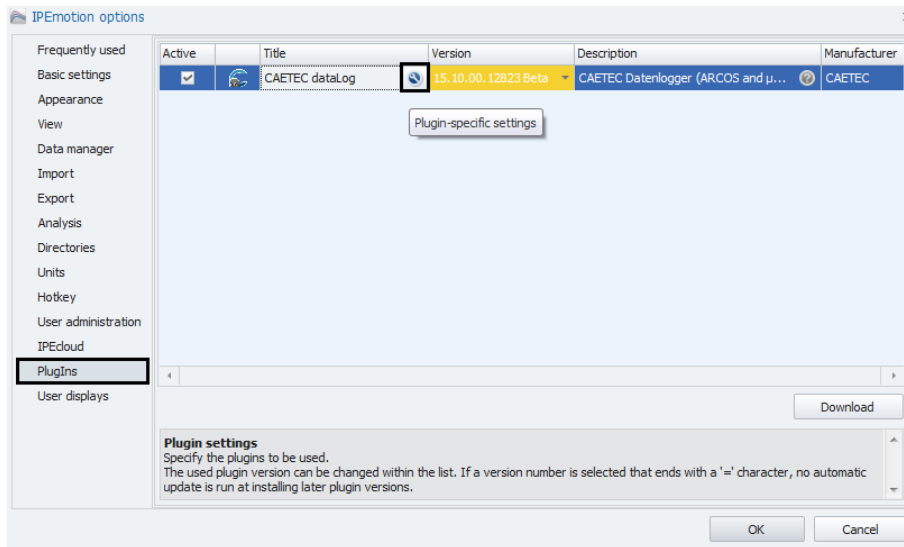 IPEmotion options
Frequently used
Basic settings
Appearance
View
Data manager
Import
Export
Analysis
Directories
Units
Hotkey
User administration
IPEcloud
PlugIns
User displays
Active Title Version Description Manufacturer
CAETEC dataLog 15.10.00.12823 Beta CAETEC Datenlogger (ARCOS and µ... CAETEC
Plugin-specific settings
Download
Plugin settings
Specify the plugins to be used.
The used plugin version can be changed within the list. If a version number is selected that ends with a '=' character, no automatic
update is run at installing later plugin versions.
OK Cancel